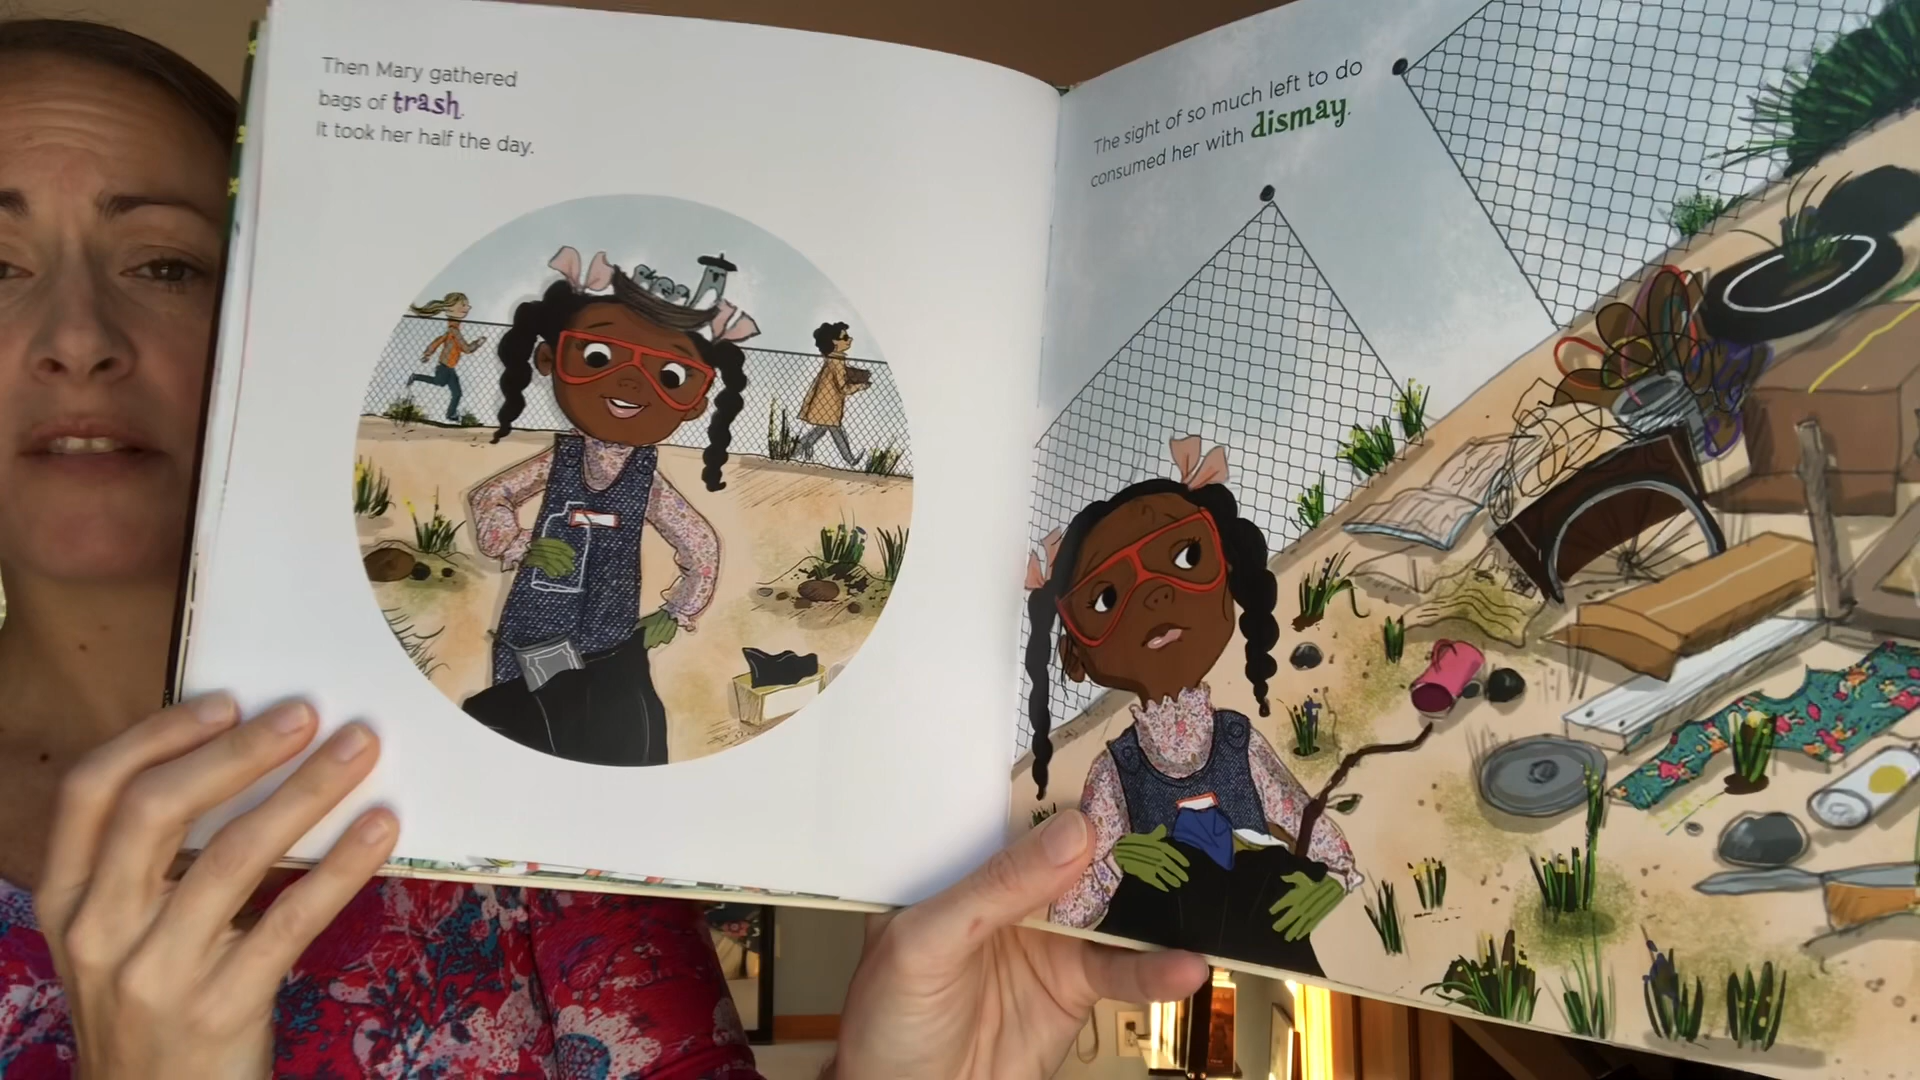 Then Mary gathered
bags of trash.
It took her half the day.
The sight of so much left to do
consumed her with dismay.